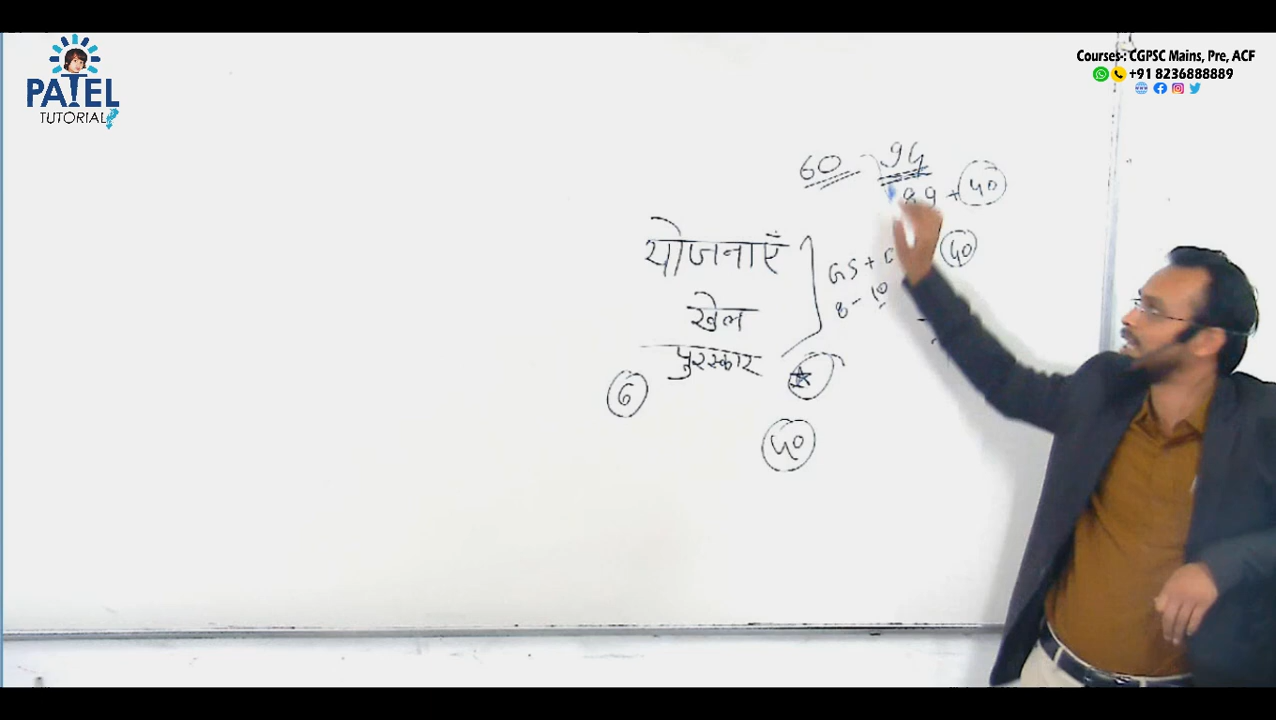 PATEL
TUTORIAL
Courses: CGPSC Mains, Pre, ACF
+91 8236888889
60 - 94
89 + 40
योजनाएँ
GS + 40
खेल
8 - 10
पुरस्कार
6
40